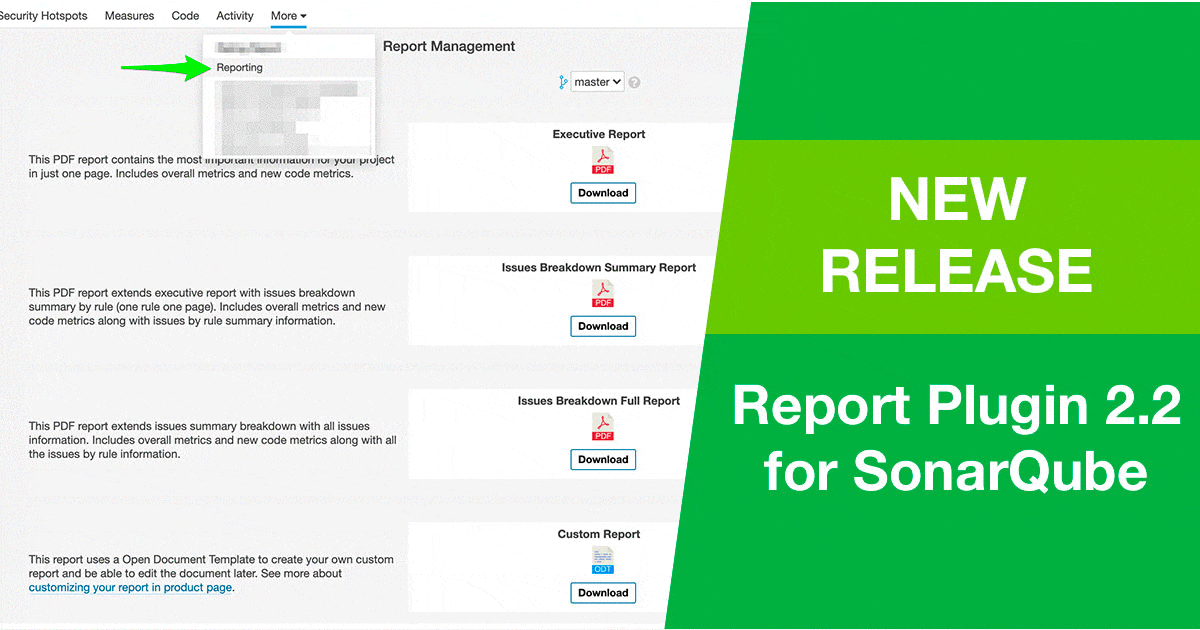 Security Hotspots Measures Code Activity More
Reporting
Report Management
master
?
This PDF report contains the most important information for your project
in just one page. Includes overall metrics and new code metrics.
Executive Report
PDF
Download
This PDF report extends executive report with issues breakdown
summary by rule (one rule one page). Includes overall metrics and new
code metrics along with issues by rule summary information.
Issues Breakdown Summary Report
PDF
Download
This PDF report extends issues summary breakdown with all issues
information. Includes overall metrics and new code metrics along with all
the issues by rule information.
Issues Breakdown Full Report
PDF
Download
This report uses a Open Document Template to create your own custom
report and be able to edit the document later. See more about
customizing your report in product page.
Custom Report
ODT
Download
NEW
RELEASE
Report Plugin 2.2
for SonarQube